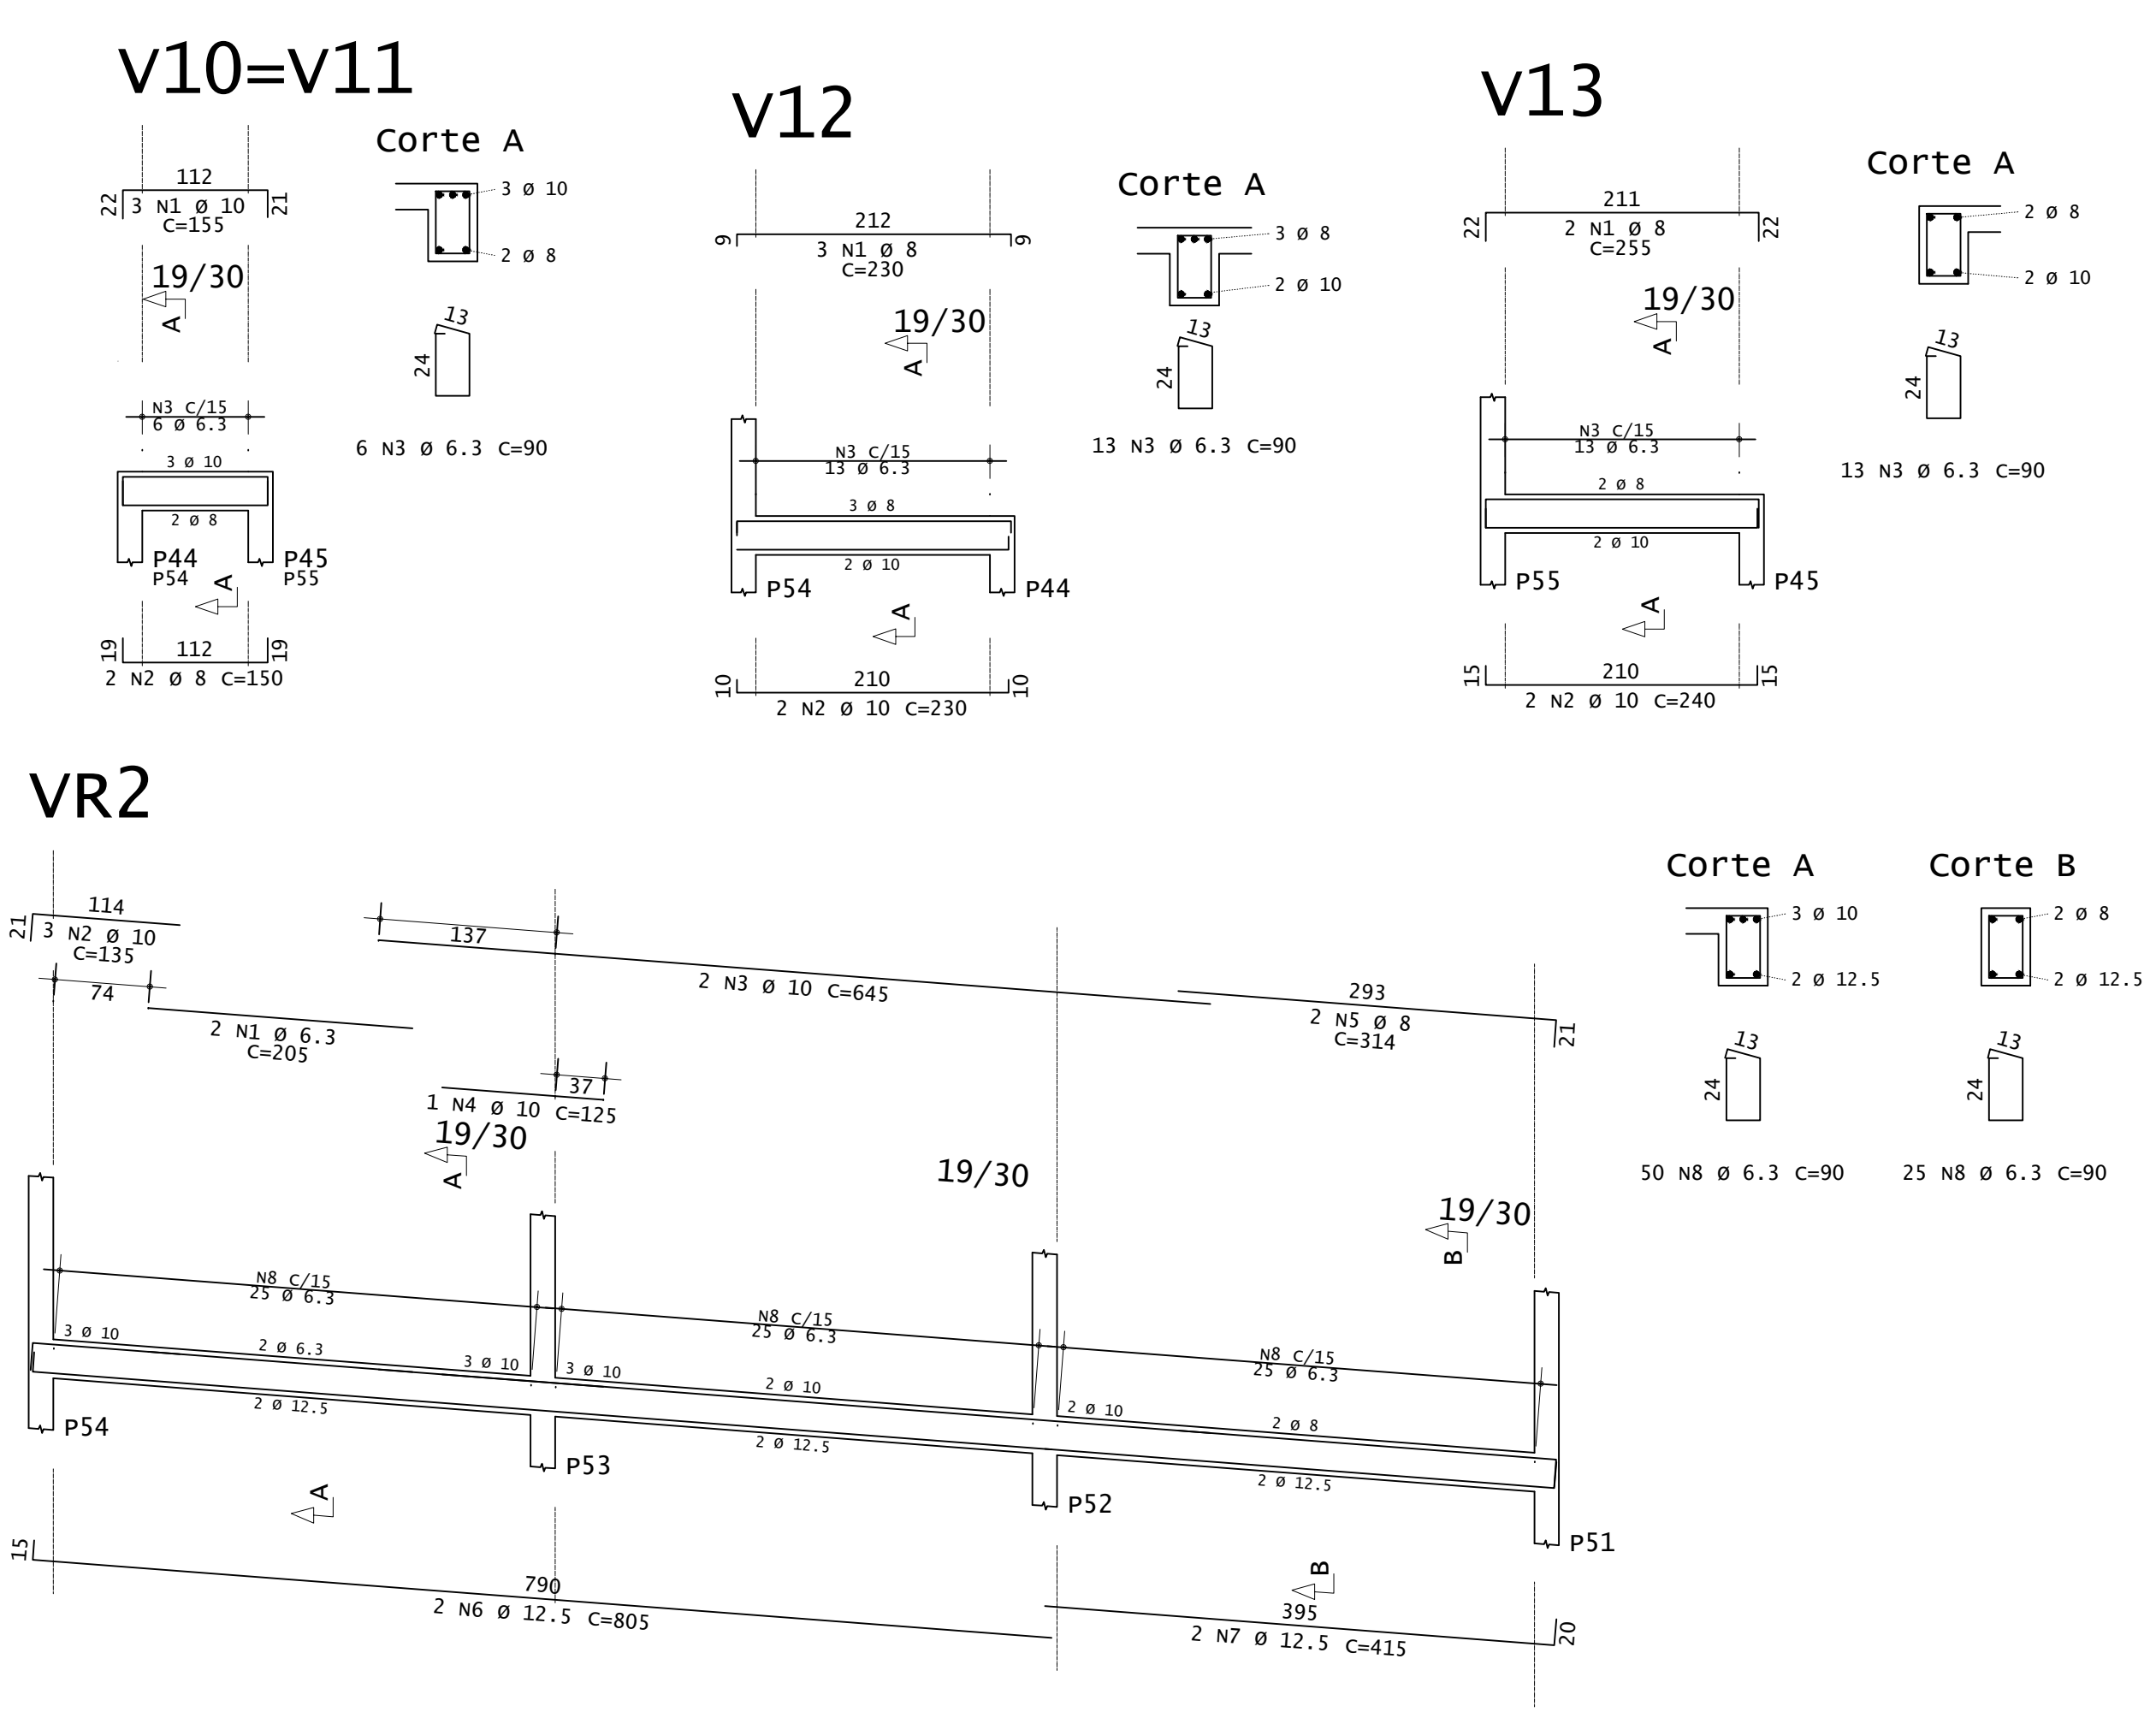 V10=V11
112
22
3 N1 Ø 10
21
C=155
19/30
A
N3 C/15
6 Ø 6.3
3 Ø 10
2 Ø 8
P44
P54
P45
P55
A
19
112
19
2 N2 Ø 8 C=150
Corte A
3 Ø 10
2 Ø 8
13
24
6 N3 Ø 6.3 C=90
V12
212
9
9
3 N1 Ø 8
C=230
19/30
A
N3 C/15
13 Ø 6.3
3 Ø 8
2 Ø 10
P54
P44
A
10
210
10
2 N2 Ø 10 C=230
Corte A
3 Ø 8
2 Ø 10
13
24
13 N3 Ø 6.3 C=90
V13
211
22
22
2 N1 Ø 8
C=255
19/30
A
N3 C/15
13 Ø 6.3
2 Ø 8
2 Ø 10
P55
P45
A
15
210
15
2 N2 Ø 10 C=240
Corte A
2 Ø 8
2 Ø 10
13
24
13 N3 Ø 6.3 C=90
VR2
114
21
3 N2 Ø 10
C=135
74
2 N1 Ø 6.3
C=205
137
2 N3 Ø 10 C=645
293
2 N5 Ø 8
C=314
21
37
1 N4 Ø 10 C=125
19/30
A
19/30
19/30
B
N8 C/15
25 Ø 6.3
N8 C/15
25 Ø 6.3
N8 C/15
25 Ø 6.3
3 Ø 10
2 Ø 6.3
3 Ø 10
3 Ø 10
2 Ø 10
2 Ø 10
2 Ø 8
2 Ø 12.5
2 Ø 12.5
2 Ø 12.5
P54
P53
P52
P51
A
B
15
790
2 N6 Ø 12.5 C=805
395
20
2 N7 Ø 12.5 C=415
Corte A
3 Ø 10
2 Ø 12.5
13
24
50 N8 Ø 6.3 C=90
Corte B
2 Ø 8
2 Ø 12.5
13
24
25 N8 Ø 6.3 C=90